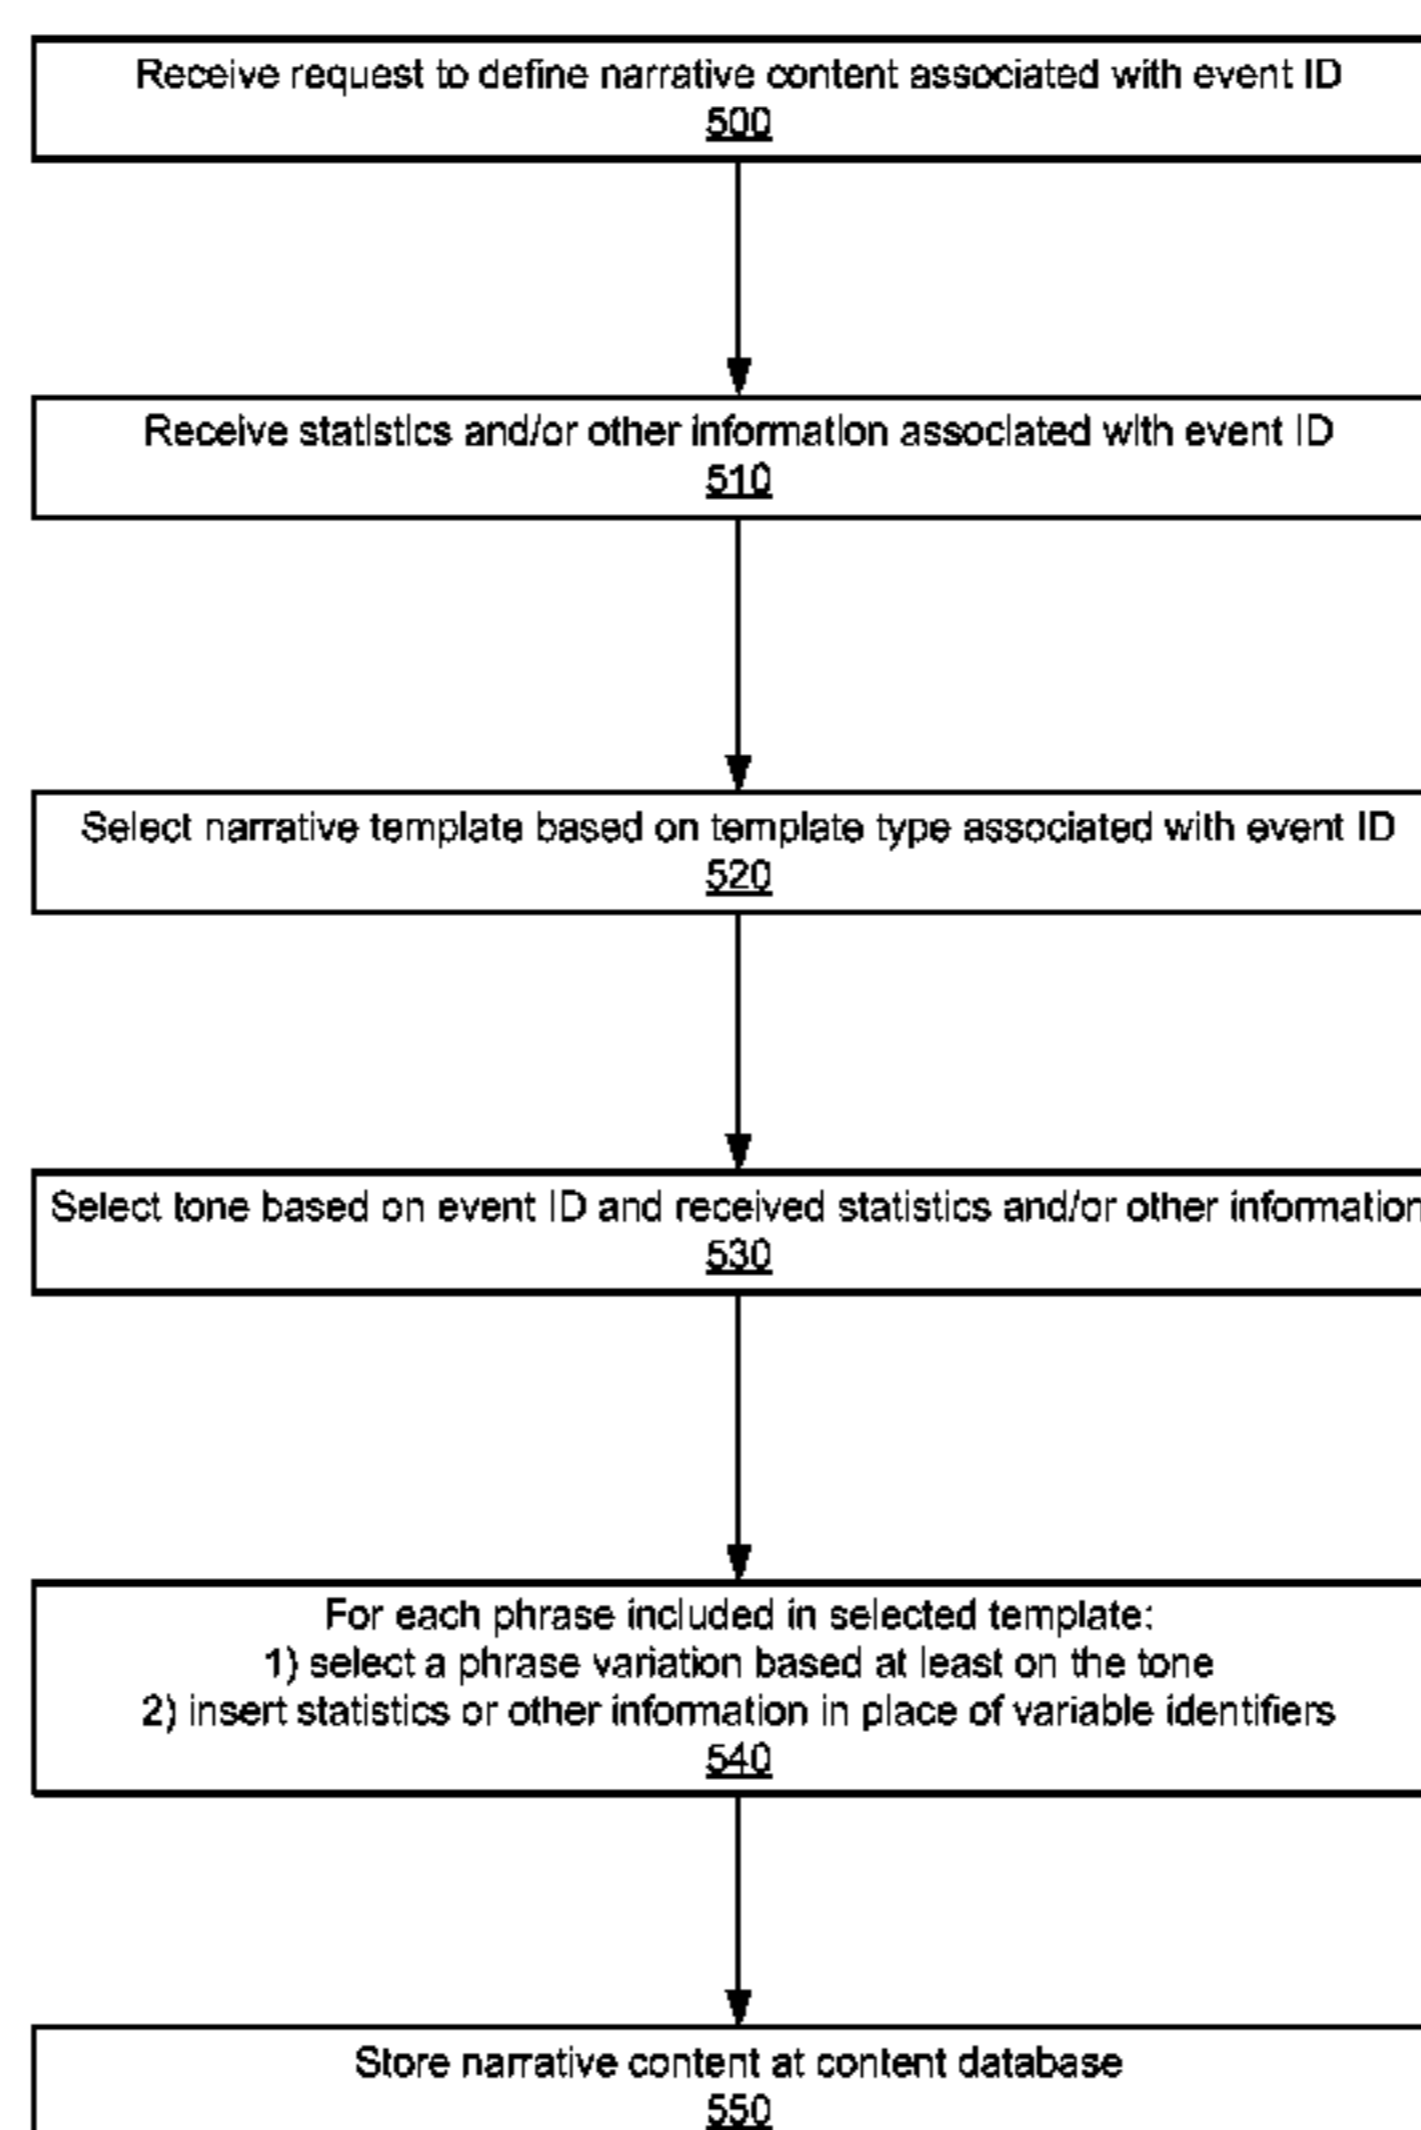 Receive request to define narrative content associated with event ID
500
Receive statistics and/or other information associated with event ID
510
Select narrative template based on template type associated with event ID
520
Select tone based on event ID and received statistics and/or other information
530
For each phrase included in selected template:
1) select a phrase variation based at least on the tone
2) insert statistics or other information in place of variable identifiers
540
Store narrative content at content database
550